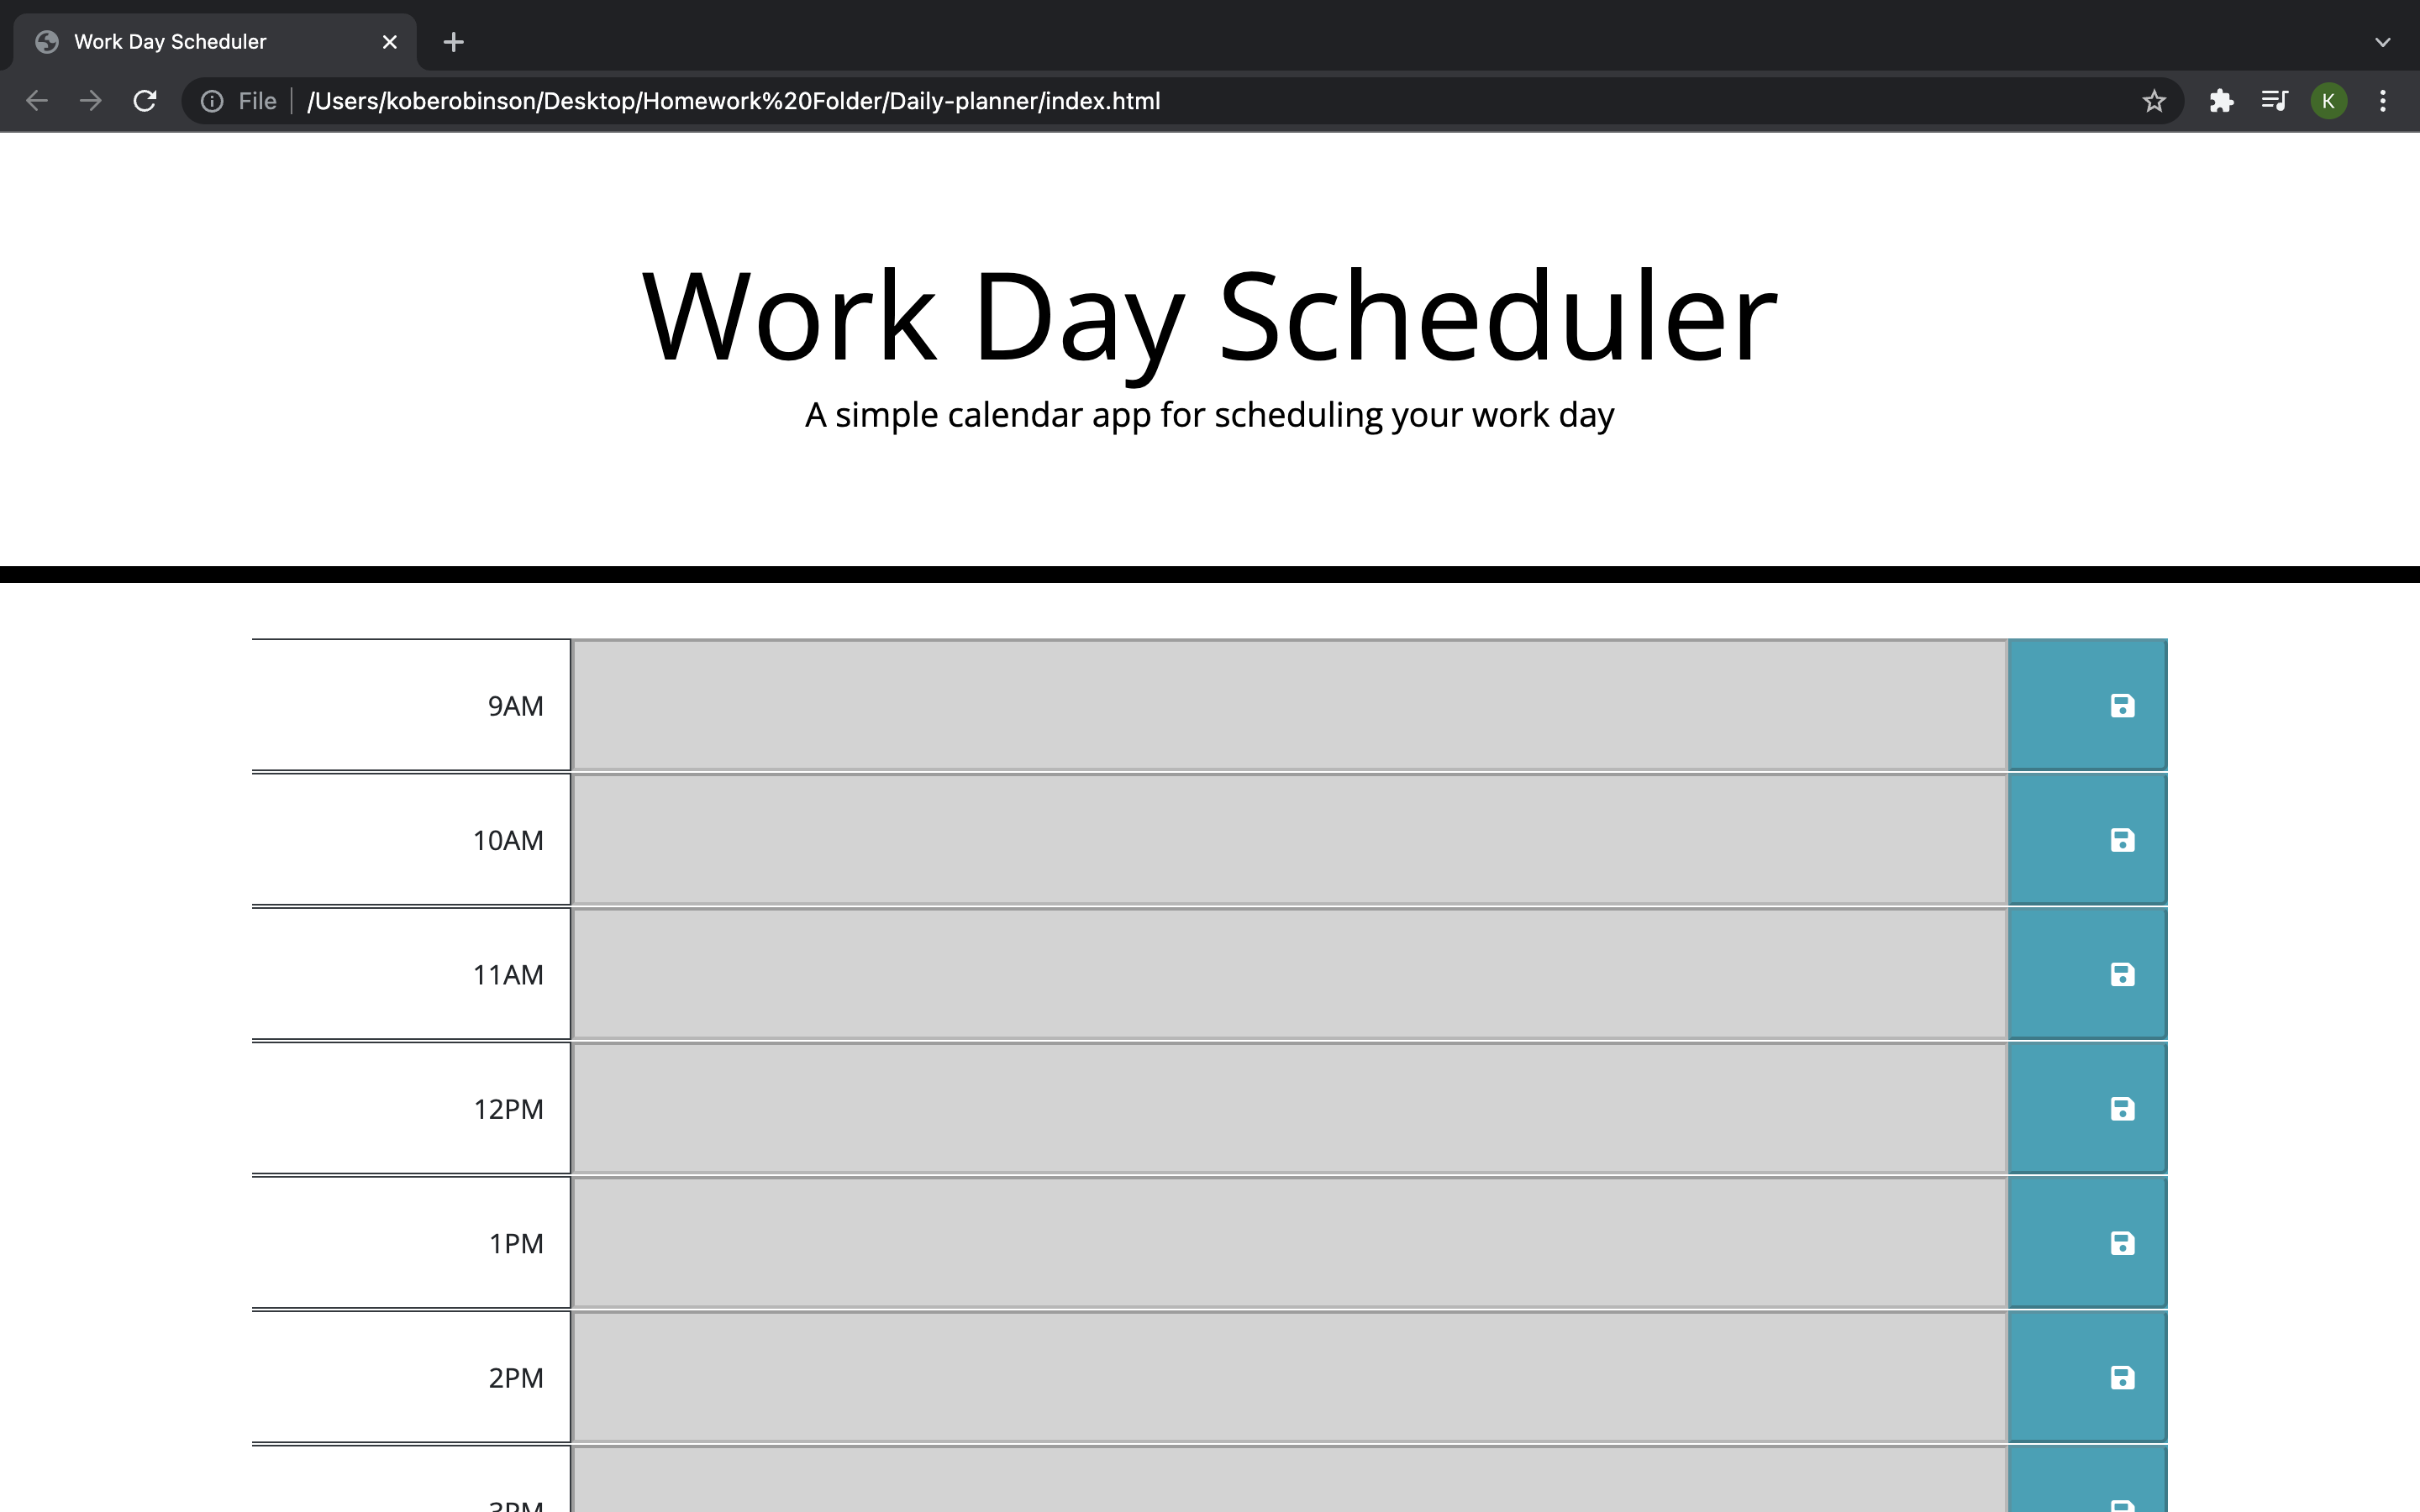 Work Day Scheduler
File /Users/koberobinson/Desktop/Homework%20Folder/Daily-planner/index.html
K
Work Day Scheduler
A simple calendar app for scheduling your work day
9AM
10AM
11AM
12PM
1PM
2PM
3PM